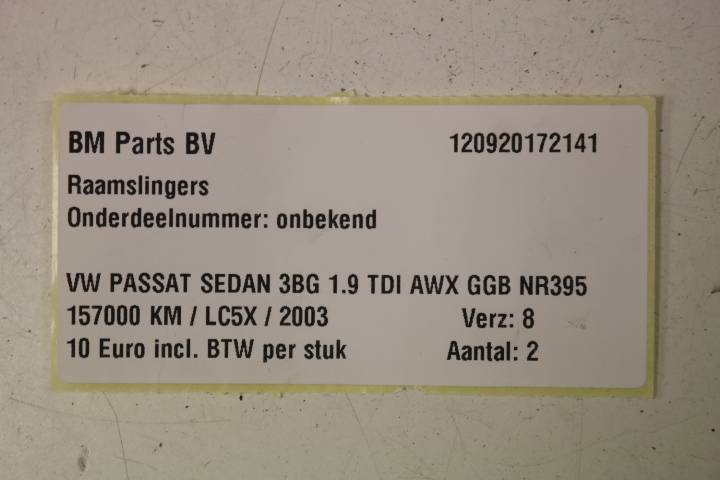 BM Parts BV 120920172141
Raamslingers
Onderdeelnummer: onbekend
VW PASSAT SEDAN 3BG 1.9 TDI AWX GGB NR395
157000 KM / LC5X / 2003 Verz: 8
10 Euro incl. BTW per stuk Aantal: 2